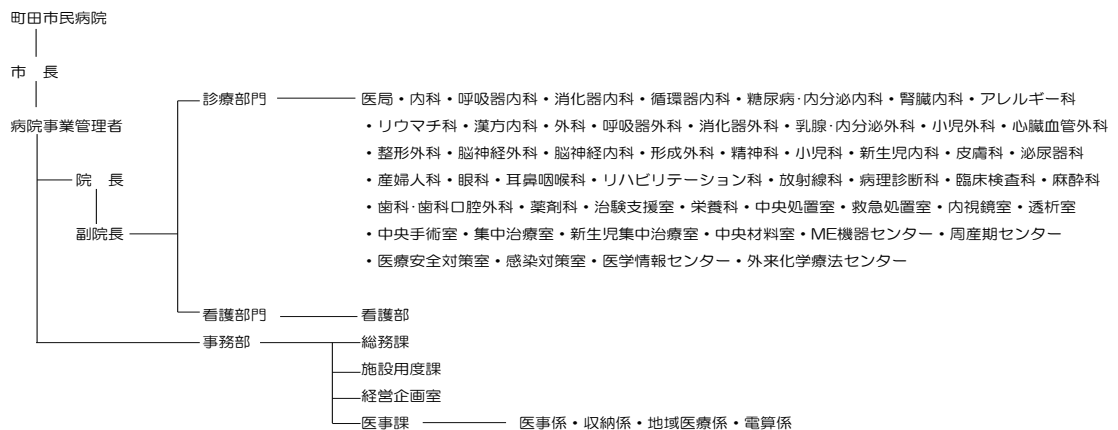 町田市民病院
市　長
病院事業管理者
院　長
副院長
診療部門
医局・内科・呼吸器内科・消化器内科・循環器内科・糖尿病･内分泌内科・腎臓内科・アレルギー科
・リウマチ科・漢方内科・外科・呼吸器外科・消化器外科・乳腺･内分泌外科・小児外科・心臓血管外科
・整形外科・脳神経外科・脳神経内科・形成外科・精神科・小児科・新生児内科・皮膚科・泌尿器科
・産婦人科・眼科・耳鼻咽喉科・リハビリテーション科・放射線科・病理診断科・臨床検査科・麻酔科
・歯科･歯科口腔外科・薬剤科・治験支援室・栄養科・中央処置室・救急処置室・内視鏡室・透析室
・中央手術室・集中治療室・新生児集中治療室・中央材料室・ME機器センター・周産期センター
・医療安全対策室・感染対策室・医学情報センター・外来化学療法センター
看護部門
看護部
事務部
総務課
施設用度課
経営企画室
医事課
医事係・収納係・地域医療係・電算係